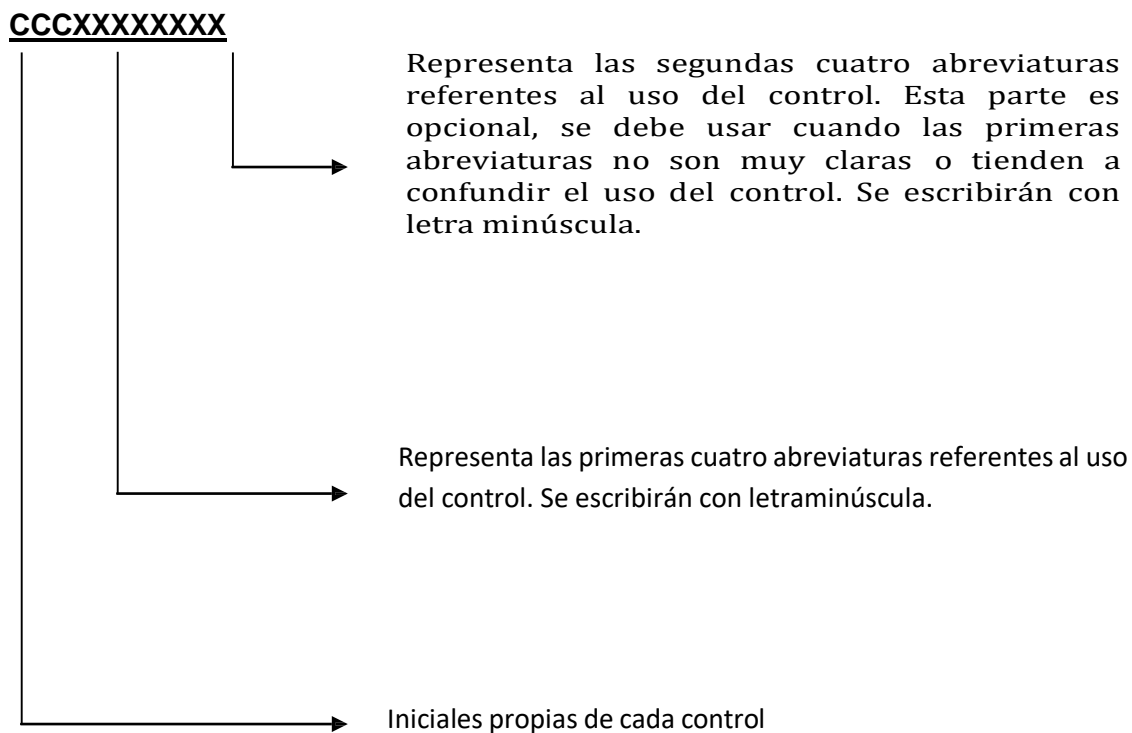 CCCXXXXXXXX
Representa las segundas cuatro abreviaturas
referentes al uso del control. Esta parte es
opcional, se debe usar cuando las primeras
abreviaturas no son muy claras o tienden a
confundir el uso del control. Se escribirán con
letra minúscula.
Representa las primeras cuatro abreviaturas referentes al uso
del control. Se escribirán con letraminúscula.
Iniciales propias de cada control